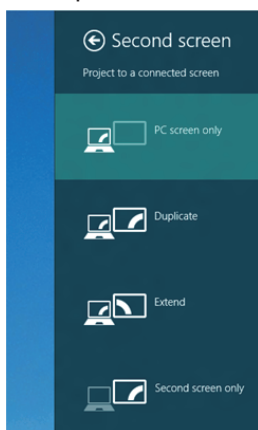 Second screen
Project to a connected screen
PC screen only
Duplicate
Extend
Second screen only